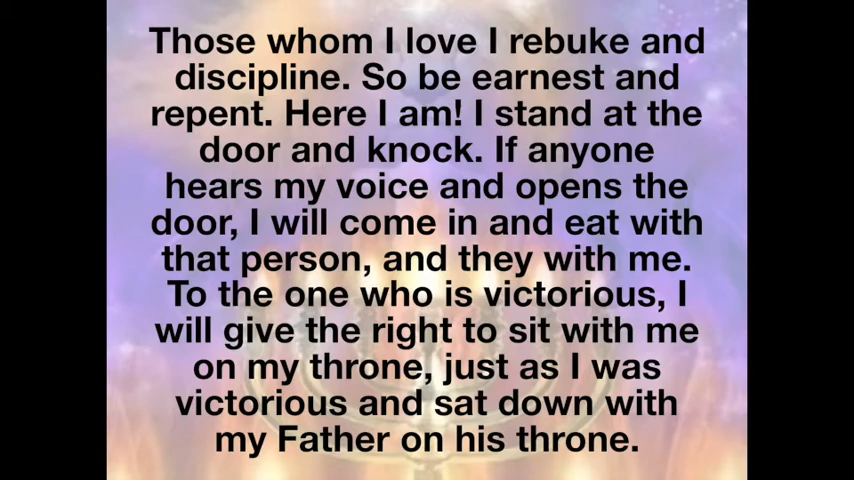 Those whom I love I rebuke and
discipline. So be earnest and
repent. Here I am! I stand at the
door and knock. If anyone
hears my voice and opens the
door, I will come in and eat with
that person, and they with me.
To the one who is victorious, I
will give the right to sit with me
on my throne, just as I was
victorious and sat down with
my Father on his throne.